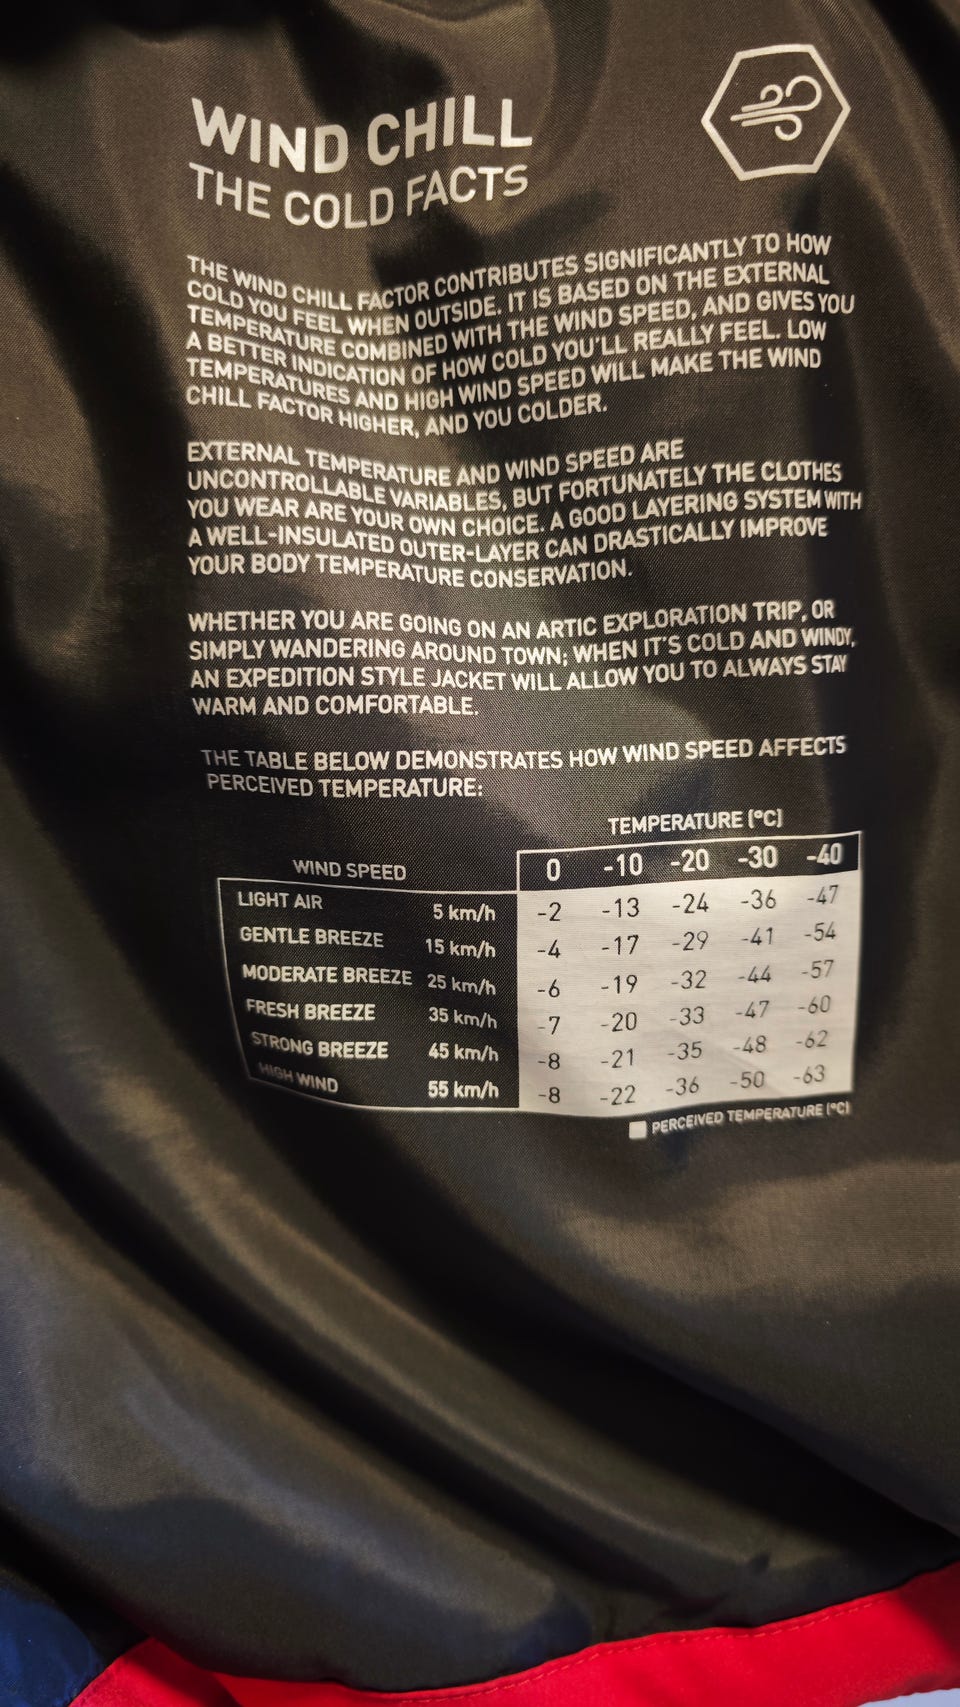 WIND CHILL
THE COLD FACTS
THE WIND CHILL FACTOR CONTRIBUTES SIGNIFICANTLY TO HOW
COLD YOU FEEL WHEN OUTSIDE. IT IS BASED ON THE EXTERNAL
TEMPERATURE COMBINED WITH THE WIND SPEED, AND GIVES YOU
A BETTER INDICATION OF HOW COLD YOU'LL REALLY FEEL. LOW
TEMPERATURES AND HIGH WIND SPEED WILL MAKE THE WIND
CHILL FACTOR HIGHER, AND YOU COLDER.
EXTERNAL TEMPERATURE AND WIND SPEED ARE
UNCONTROLLABLE VARIABLES, BUT FORTUNATELY THE CLOTHES
YOU WEAR ARE YOUR OWN CHOICE. A GOOD LAYERING SYSTEM WITH
A WELL-INSULATED OUTER-LAYER CAN DRASTICALLY IMPROVE
YOUR BODY TEMPERATURE CONSERVATION.
WHETHER YOU ARE GOING ON AN ARTIC EXPLORATION TRIP, OR
SIMPLY WANDERING AROUND TOWN; WHEN IT'S COLD AND WINDY,
AN EXPEDITION STYLE JACKET WILL ALLOW YOU TO ALWAYS STAY
WARM AND COMFORTABLE.
THE TABLE BELOW DEMONSTRATES HOW WIND SPEED AFFECTS
PERCEIVED TEMPERATURE:
TEMPERATURE (°C)
WIND SPEED 0 -10 -20 -30 -40
LIGHT AIR 5 km/h -2 -13 -24 -36 -47
GENTLE BREEZE 15 km/h -4 -17 -29 -41 -54
MODERATE BREEZE 25 km/h -6 -19 -32 -44 -57
FRESH BREEZE 35 km/h -7 -20 -33 -47 -60
STRONG BREEZE 45 km/h -8 -21 -35 -48 -62
HIGH WIND 55 km/h -8 -22 -36 -50 -63
PERCEIVED TEMPERATURE (°C)